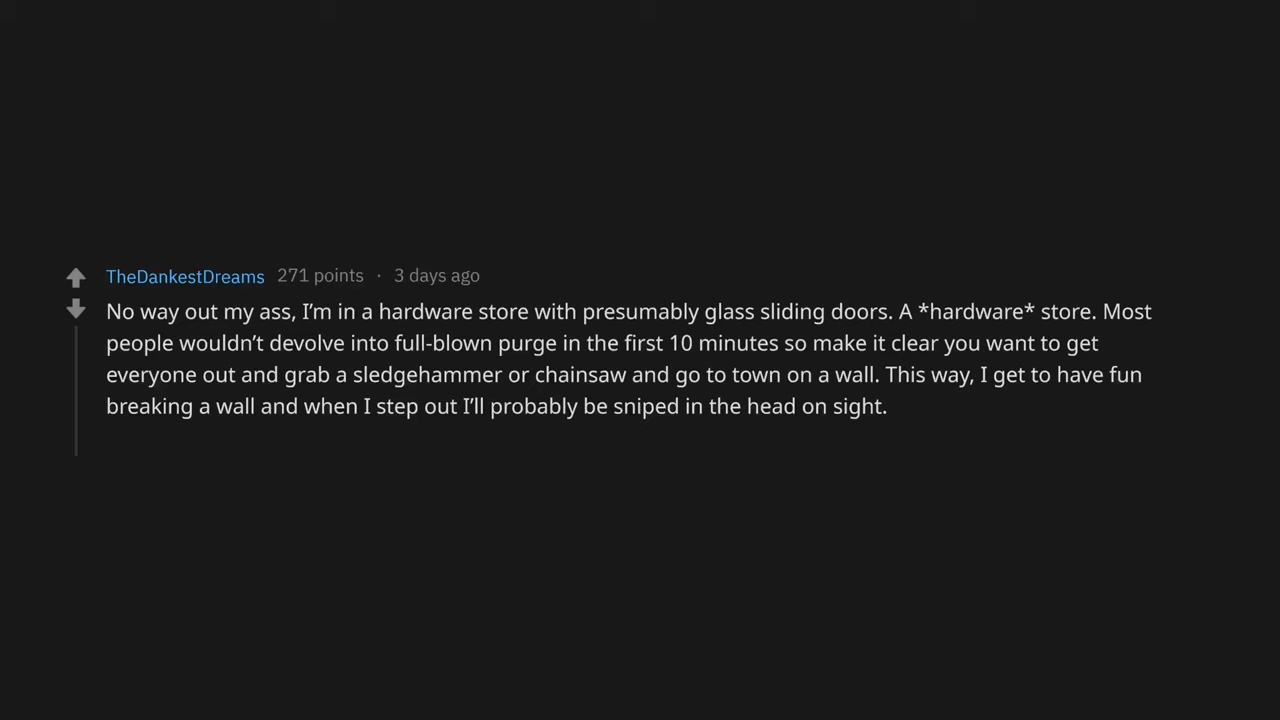 TheDankestDreams 271 points · 3 days ago
No way out my ass, I’m in a hardware store with presumably glass sliding doors. A *hardware* store. Most
people wouldn’t devolve into full-blown purge in the first 10 minutes so make it clear you want to get
everyone out and grab a sledgehammer or chainsaw and go to town on a wall. This way, I get to have fun
breaking a wall and when I step out I’ll probably be sniped in the head on sight.